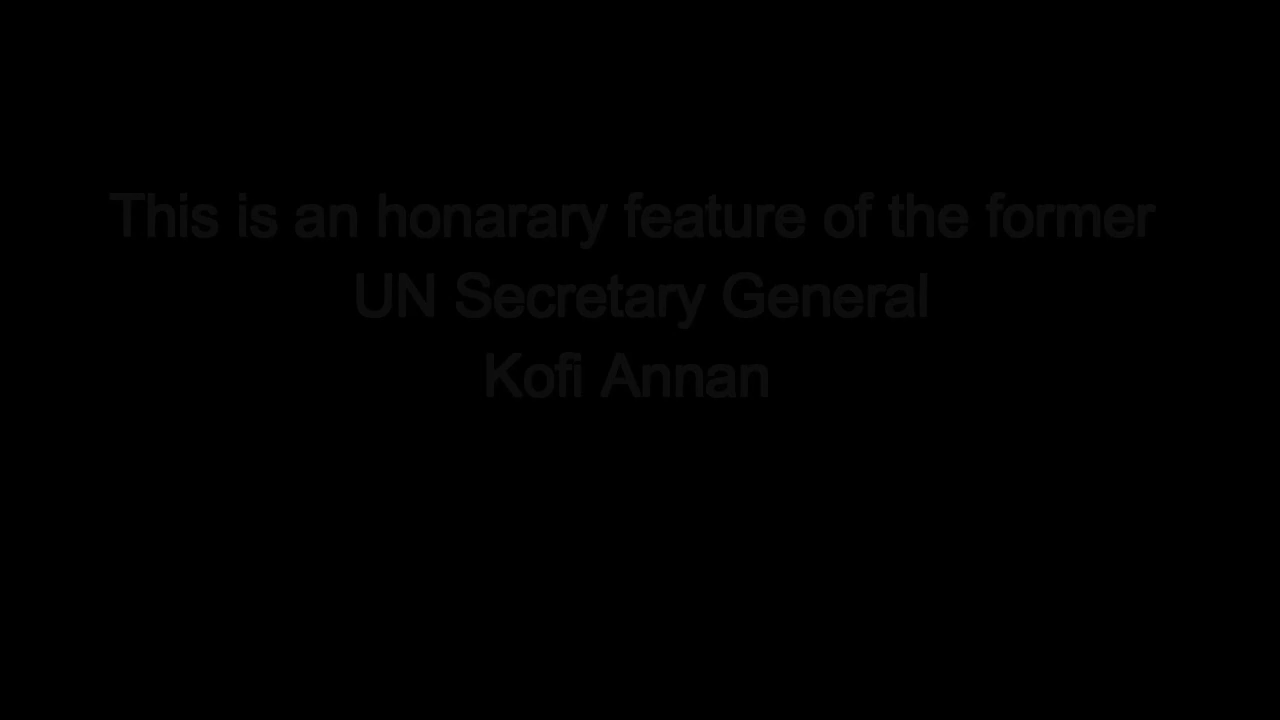 This is an honarary feature of the former
UN Secretary General
Kofi Annan